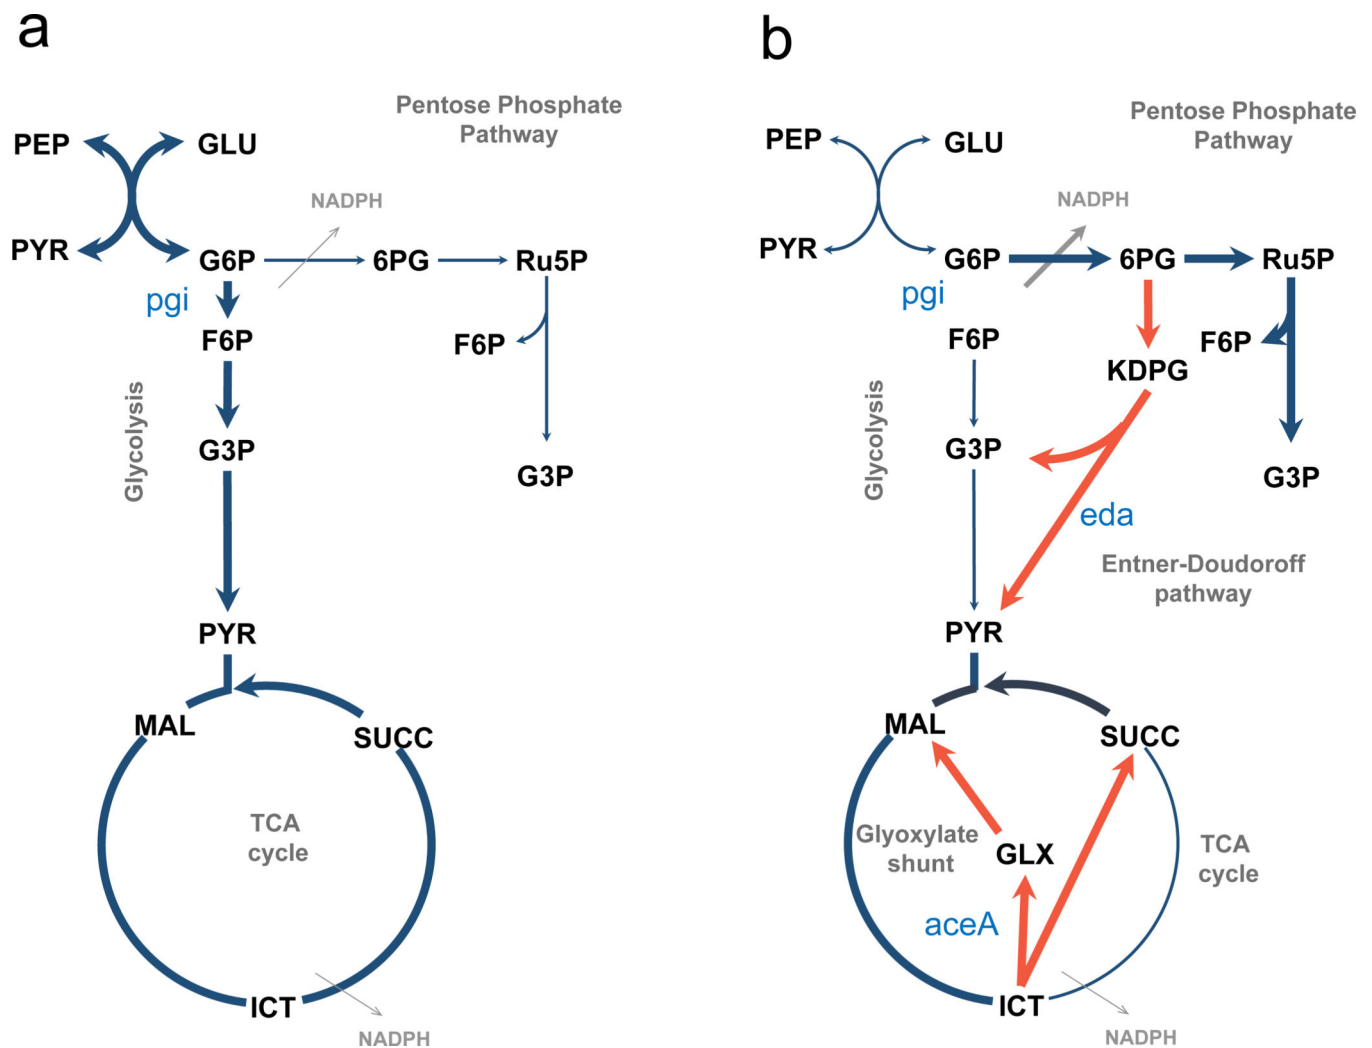 a
Pentose Phosphate
Pathway
PEP
GLU
NADPH
PYR
G6P
6PG
Ru5P
pgi
F6P
F6P
Glycolysis
G3P
G3P
PYR
MAL
SUCC
TCA
cycle
ICT
NADPH
b
Pentose Phosphate
Pathway
PEP
GLU
NADPH
PYR
G6P
6PG
Ru5P
pgi
F6P
F6P
KDPG
Glycolysis
G3P
G3P
eda
Entner-Doudoroff
pathway
PYR
MAL
SUCC
Glyoxylate
shunt
GLX
TCA
cycle
aceA
ICT
NADPH